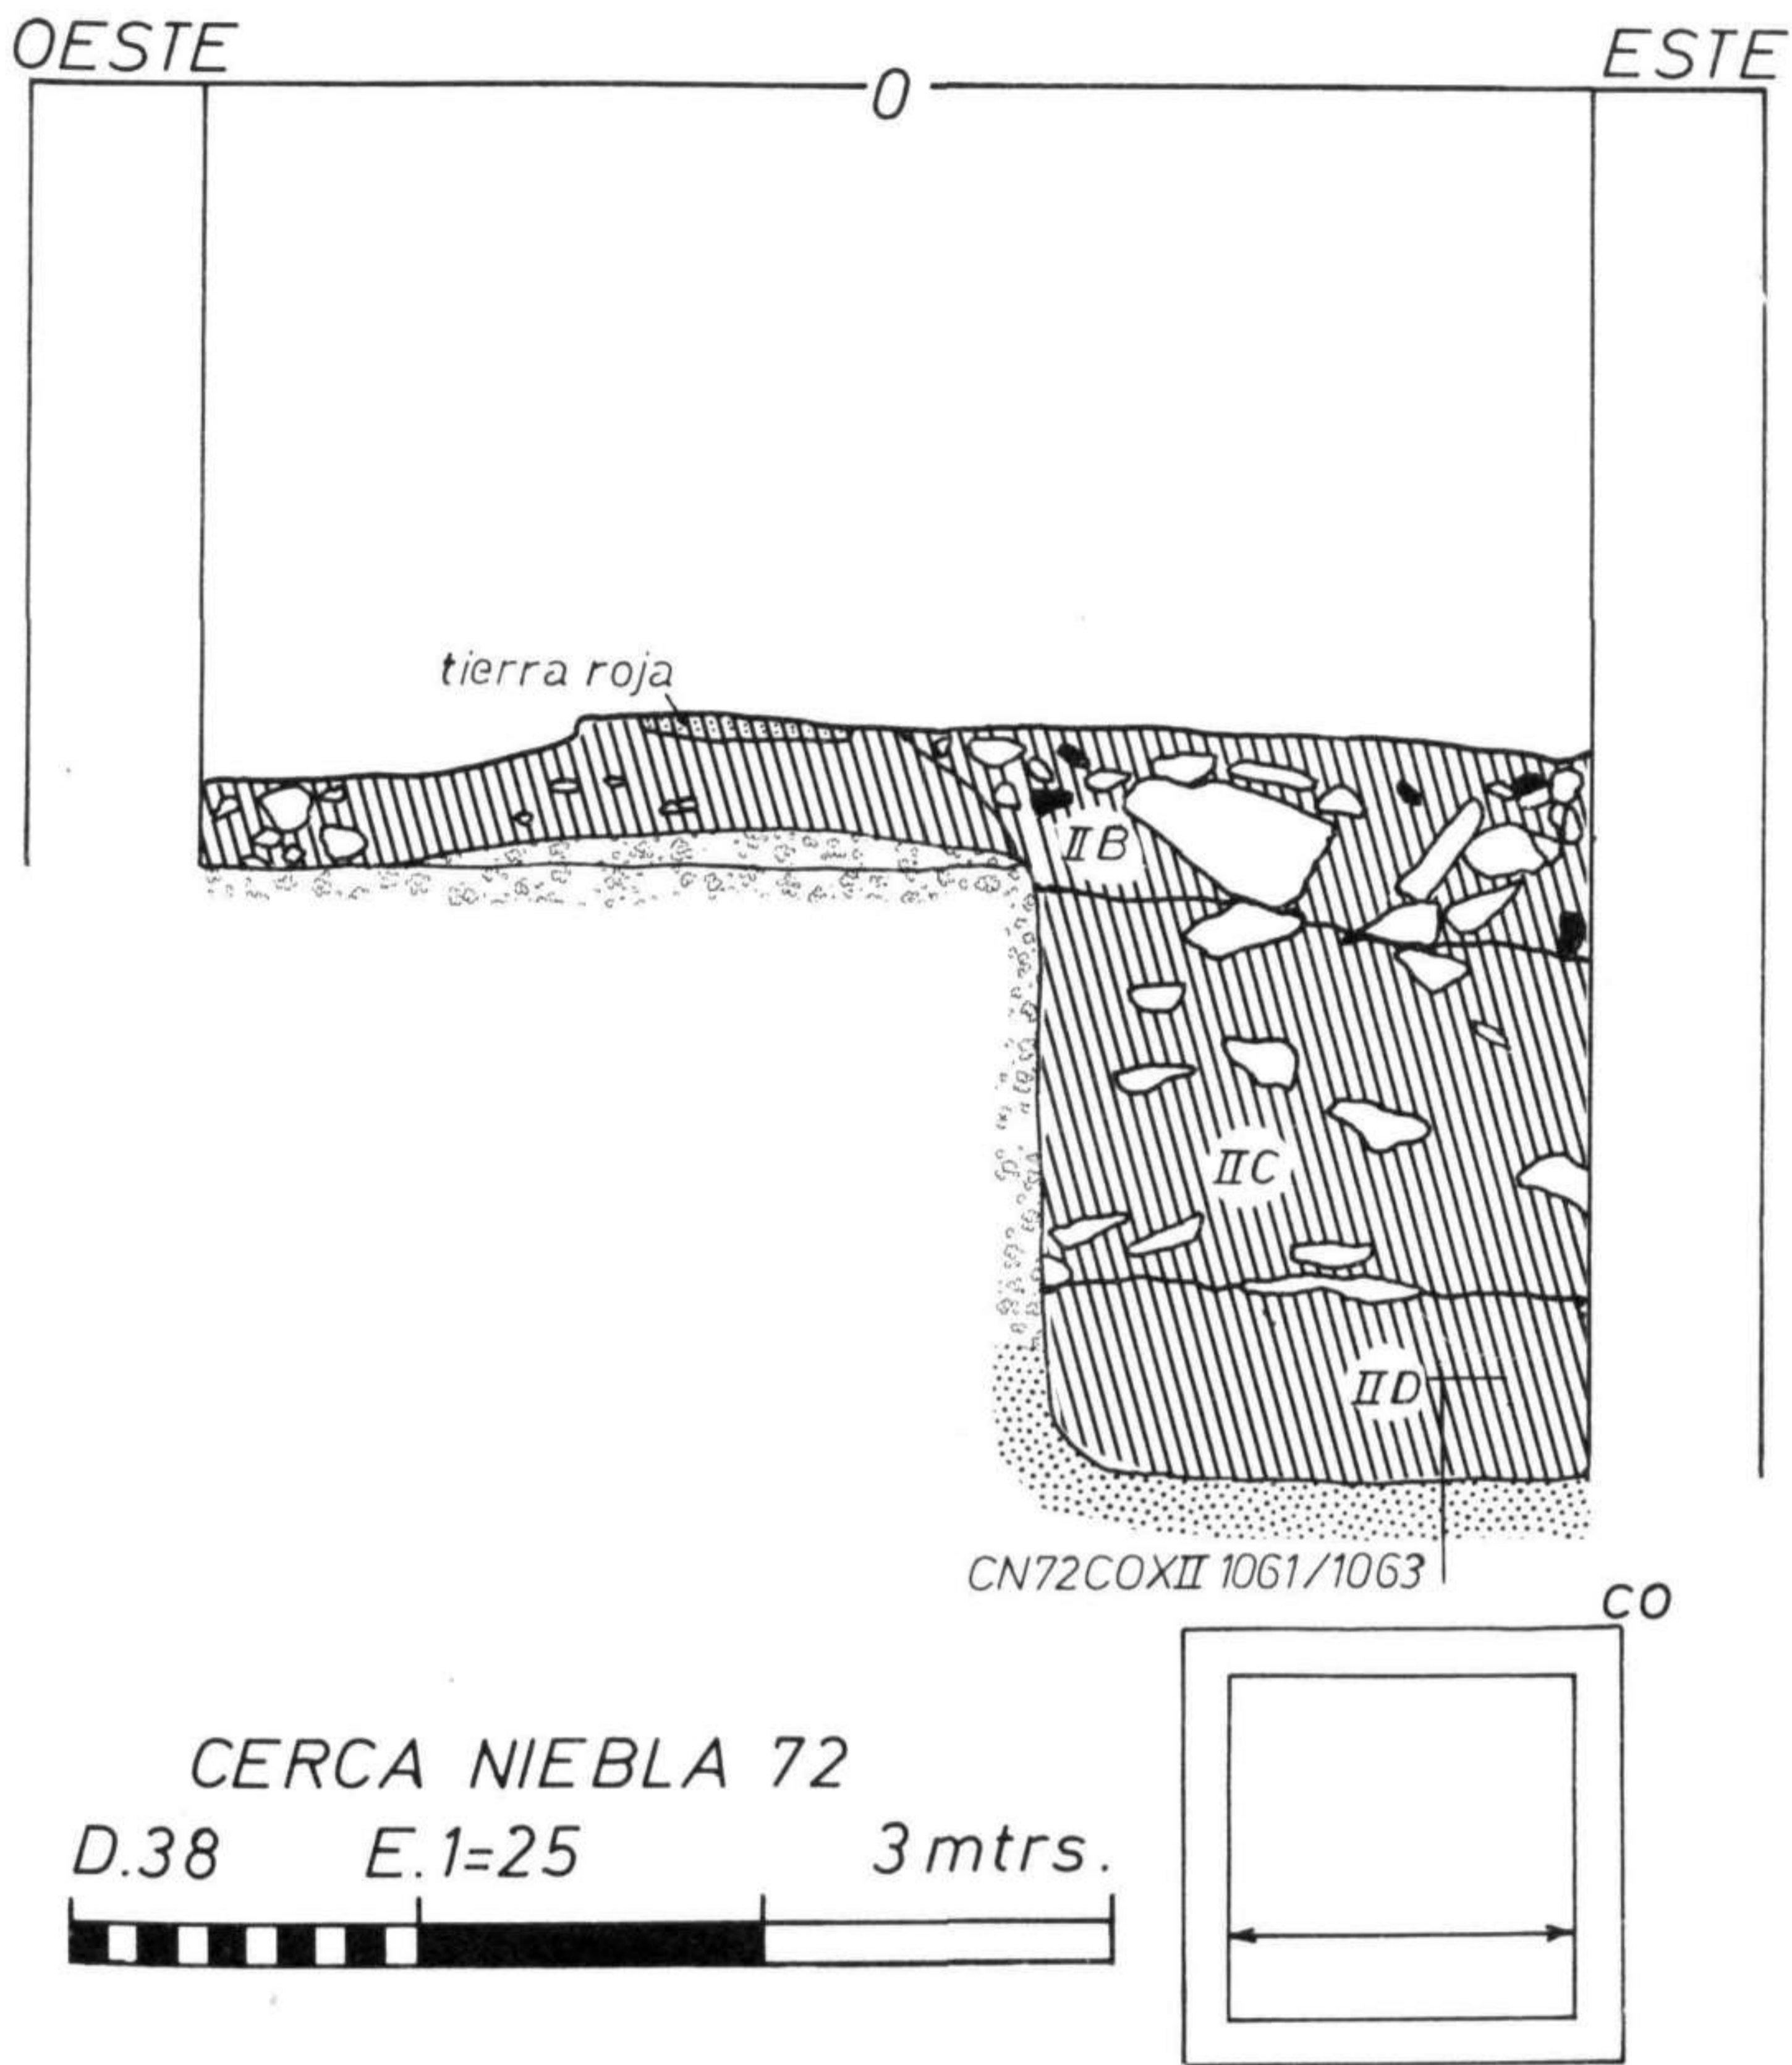 OESTE ESTE
O
tierra roja
IIB
IIC
IID
CN72COXII 1061/1063
CO
CERCA NIEBLA 72
D.38 E.1=25 3 mtrs.